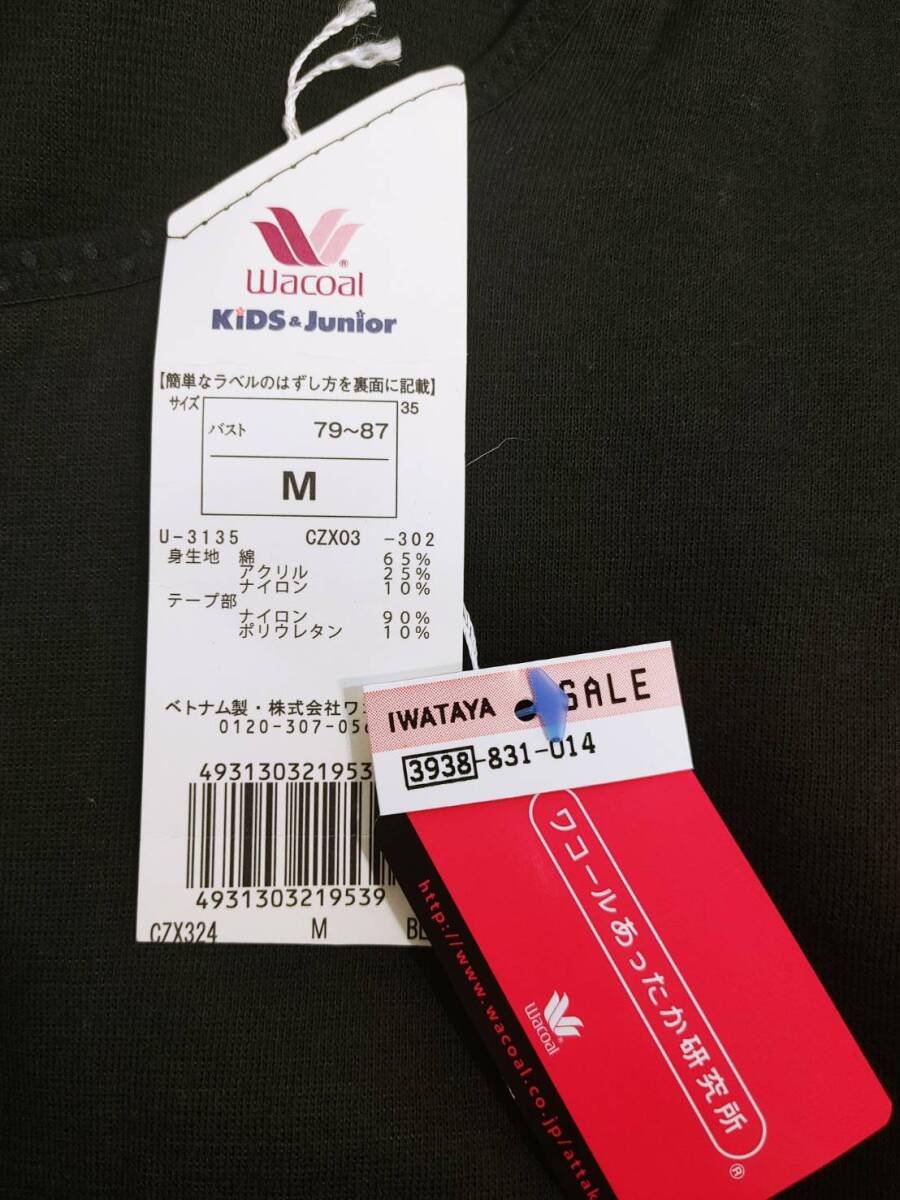 Wacoal
KiDS & Junior
【簡単なラベルのはずし方を裏面に記載】
サイズ 35
バスト 79～87
M
U-3135 CZX03 -302
身生地 綿 65%
アクリル 25%
ナイロン 10%
テープ部
ナイロン 90%
ポリウレタン 10%
ベトナム製・株式会社ワ
0120-307-056
493130321953
4931303219539
CZX324 M BL
IWATAYA SALE
3938-831-014
ワコールあったか研究所®
Wacoal®
http://www.wacoal.co.jp/attak